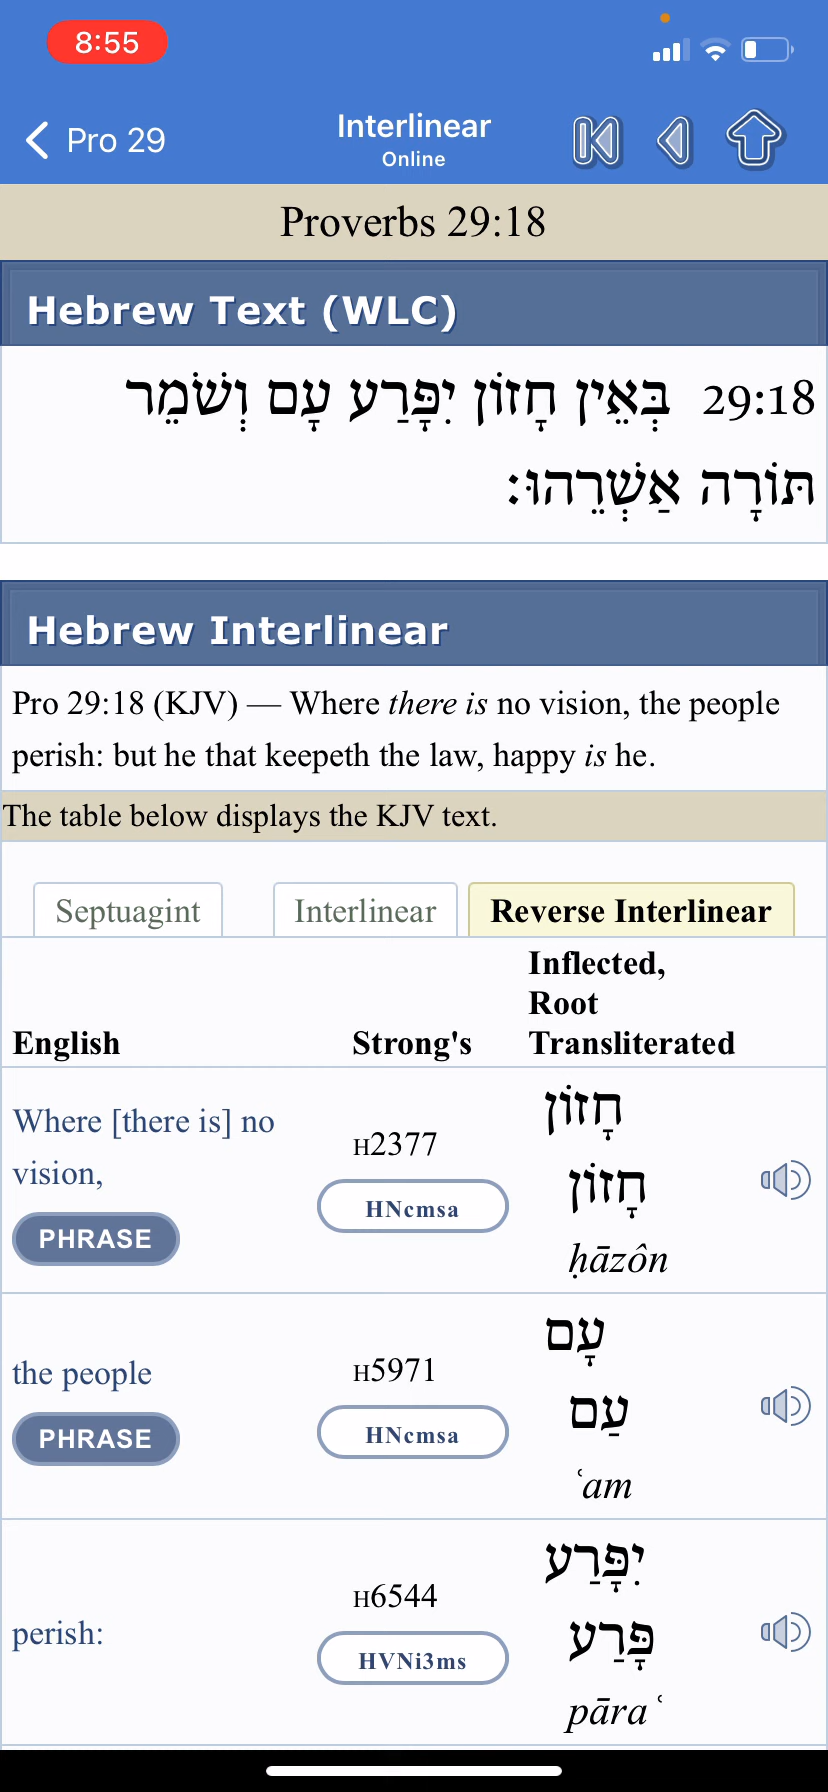 8:55
Pro 29
Interlinear
Online
Proverbs 29:18
Hebrew Text (WLC)
29:18 בְּאֵין חָזוֹן יִפָּרַע עָם וְשֹׁמֵר
תּוֹרָה אַשְׁרֵהוּ׃
Hebrew Interlinear
Pro 29:18 (KJV) — Where there is no vision, the people
perish: but he that keepeth the law, happy is he.
The table below displays the KJV text.
Septuagint Interlinear Reverse Interlinear
Inflected,
Root
English Strong's Transliterated
Where [there is] no
vision,
PHRASE
H2377
HNcmsa
חָזוֹן
חָזוֹן
ḥāzôn
the people
PHRASE
H5971
HNcmsa
עָם
עַם
ʿam
perish:
H6544
HVNi3ms
יִפָּרַע
פָּרַע
pāraʿ